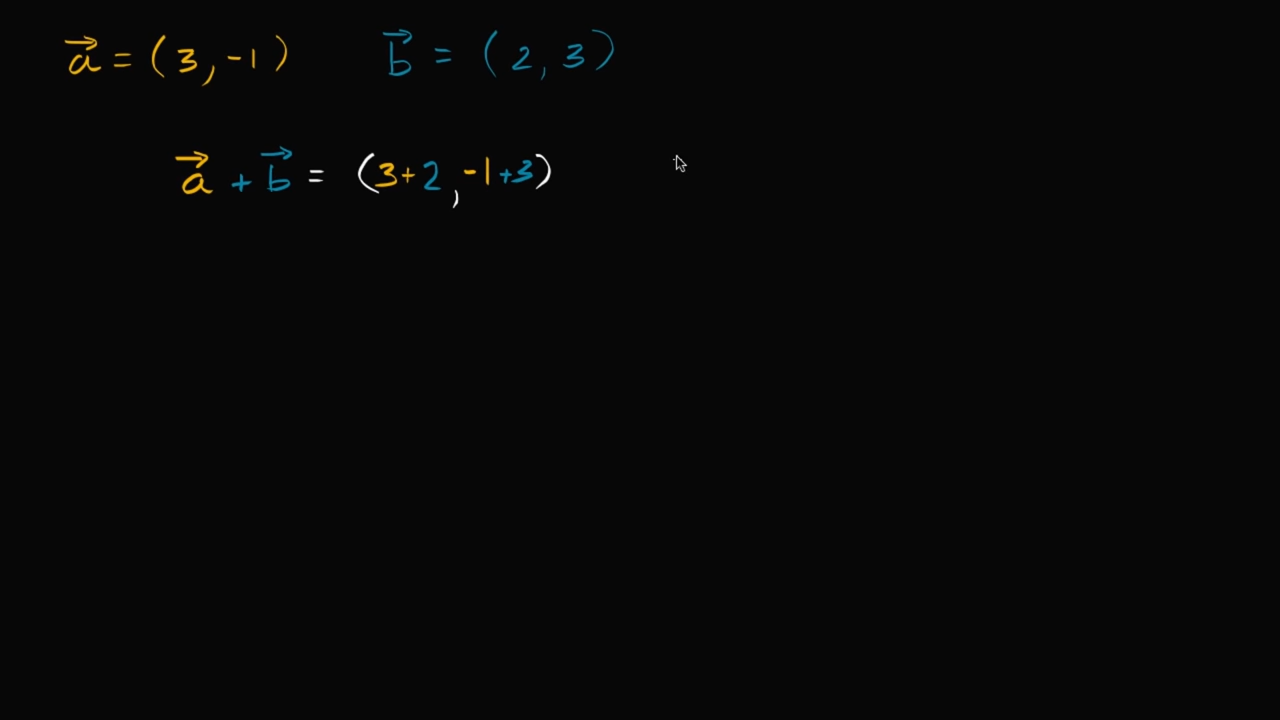 a⃗ = (3, -1) b⃗ = (2, 3)
a⃗ + b⃗ = (3+2, -1+3)